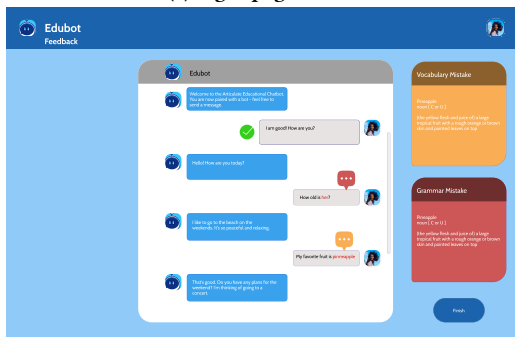 Edubot
Feedback
Edubot
Welcome to the Articulate Educational Chatbot.
You are now paired with a bot - feel free to
send a message.
I am good! How are you?
Hello! How are you today?
How old is her?
I like to go to the beach on the
weekends. It's so peaceful and relaxing.
My favorite fruit is pineapple
That's good. Do you have any plans for the
weekend? I'm thinking of going to a
concert.
Vocabulary Mistake
Pineapple
noun [ C or U ]
(the yellow flesh and juice of) a large
tropical fruit with a rough orange or brown
skin and pointed leaves on top
Grammar Mistake
Pineapple
noun [ C or U ]
(the yellow flesh and juice of) a large
tropical fruit with a rough orange or brown
skin and pointed leaves on top
Finish